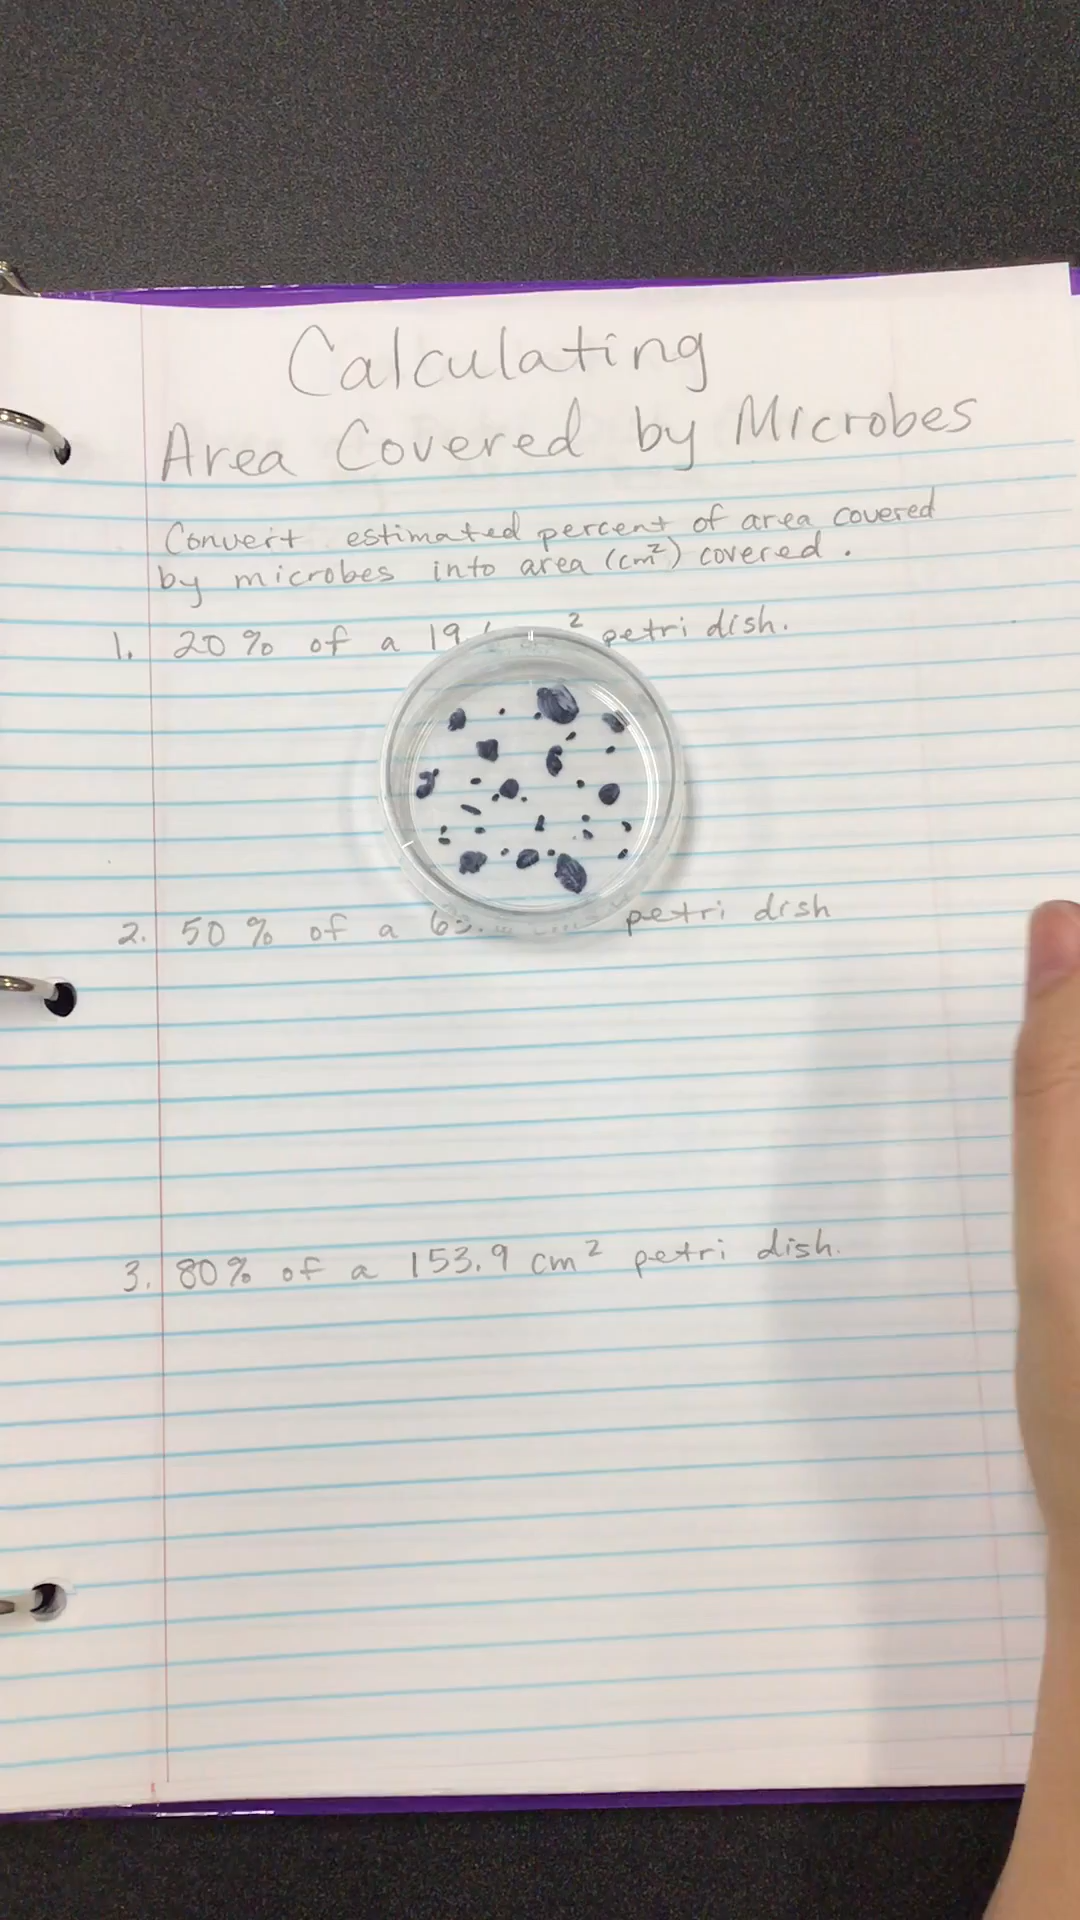 Calculating
Area Covered by Microbes
Convert estimated percent of area covered
by microbes into area (cm²) covered.
1. 20% of a 19. ² petri dish.
2. 50% of a petri dish
3. 80% of a 153.9 cm² petri dish.